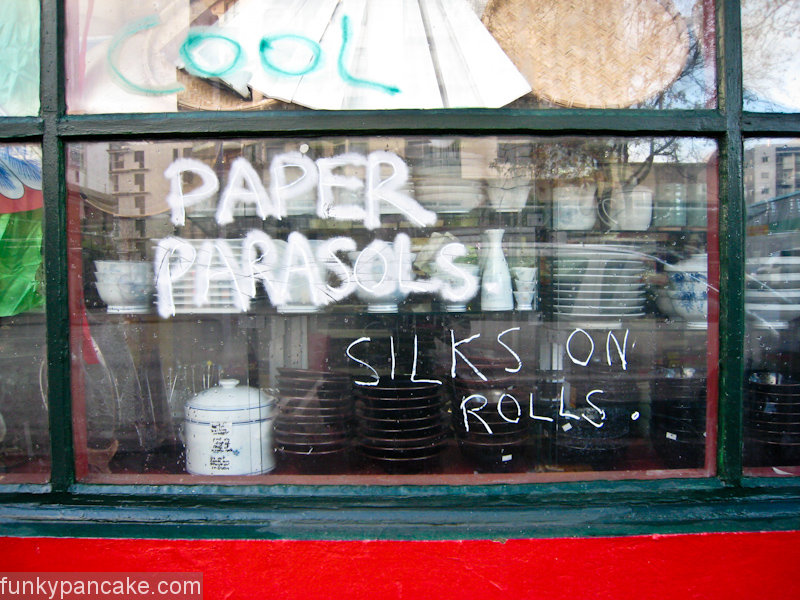 COOL
PAPER
PARASOLS.
SILKS ON
ROLLS.
funkypancake.com